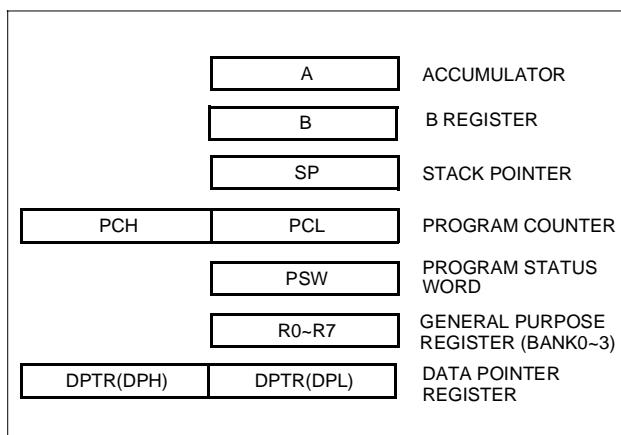 A ACCUMULATOR
B B REGISTER
SP STACK POINTER
PCH PCL PROGRAM COUNTER
PSW PROGRAM STATUS
WORD
R0~R7 GENERAL PURPOSE
REGISTER (BANK0~3)
DPTR(DPH) DPTR(DPL) DATA POINTER
REGISTER